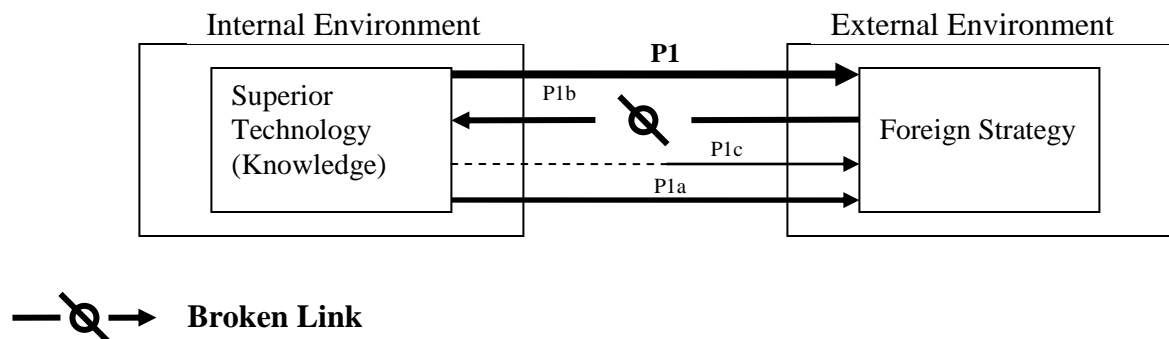 Internal Environment
External Environment
P1
P1b
Superior
Technology
(Knowledge)
Foreign Strategy
P1c
P1a
Broken Link